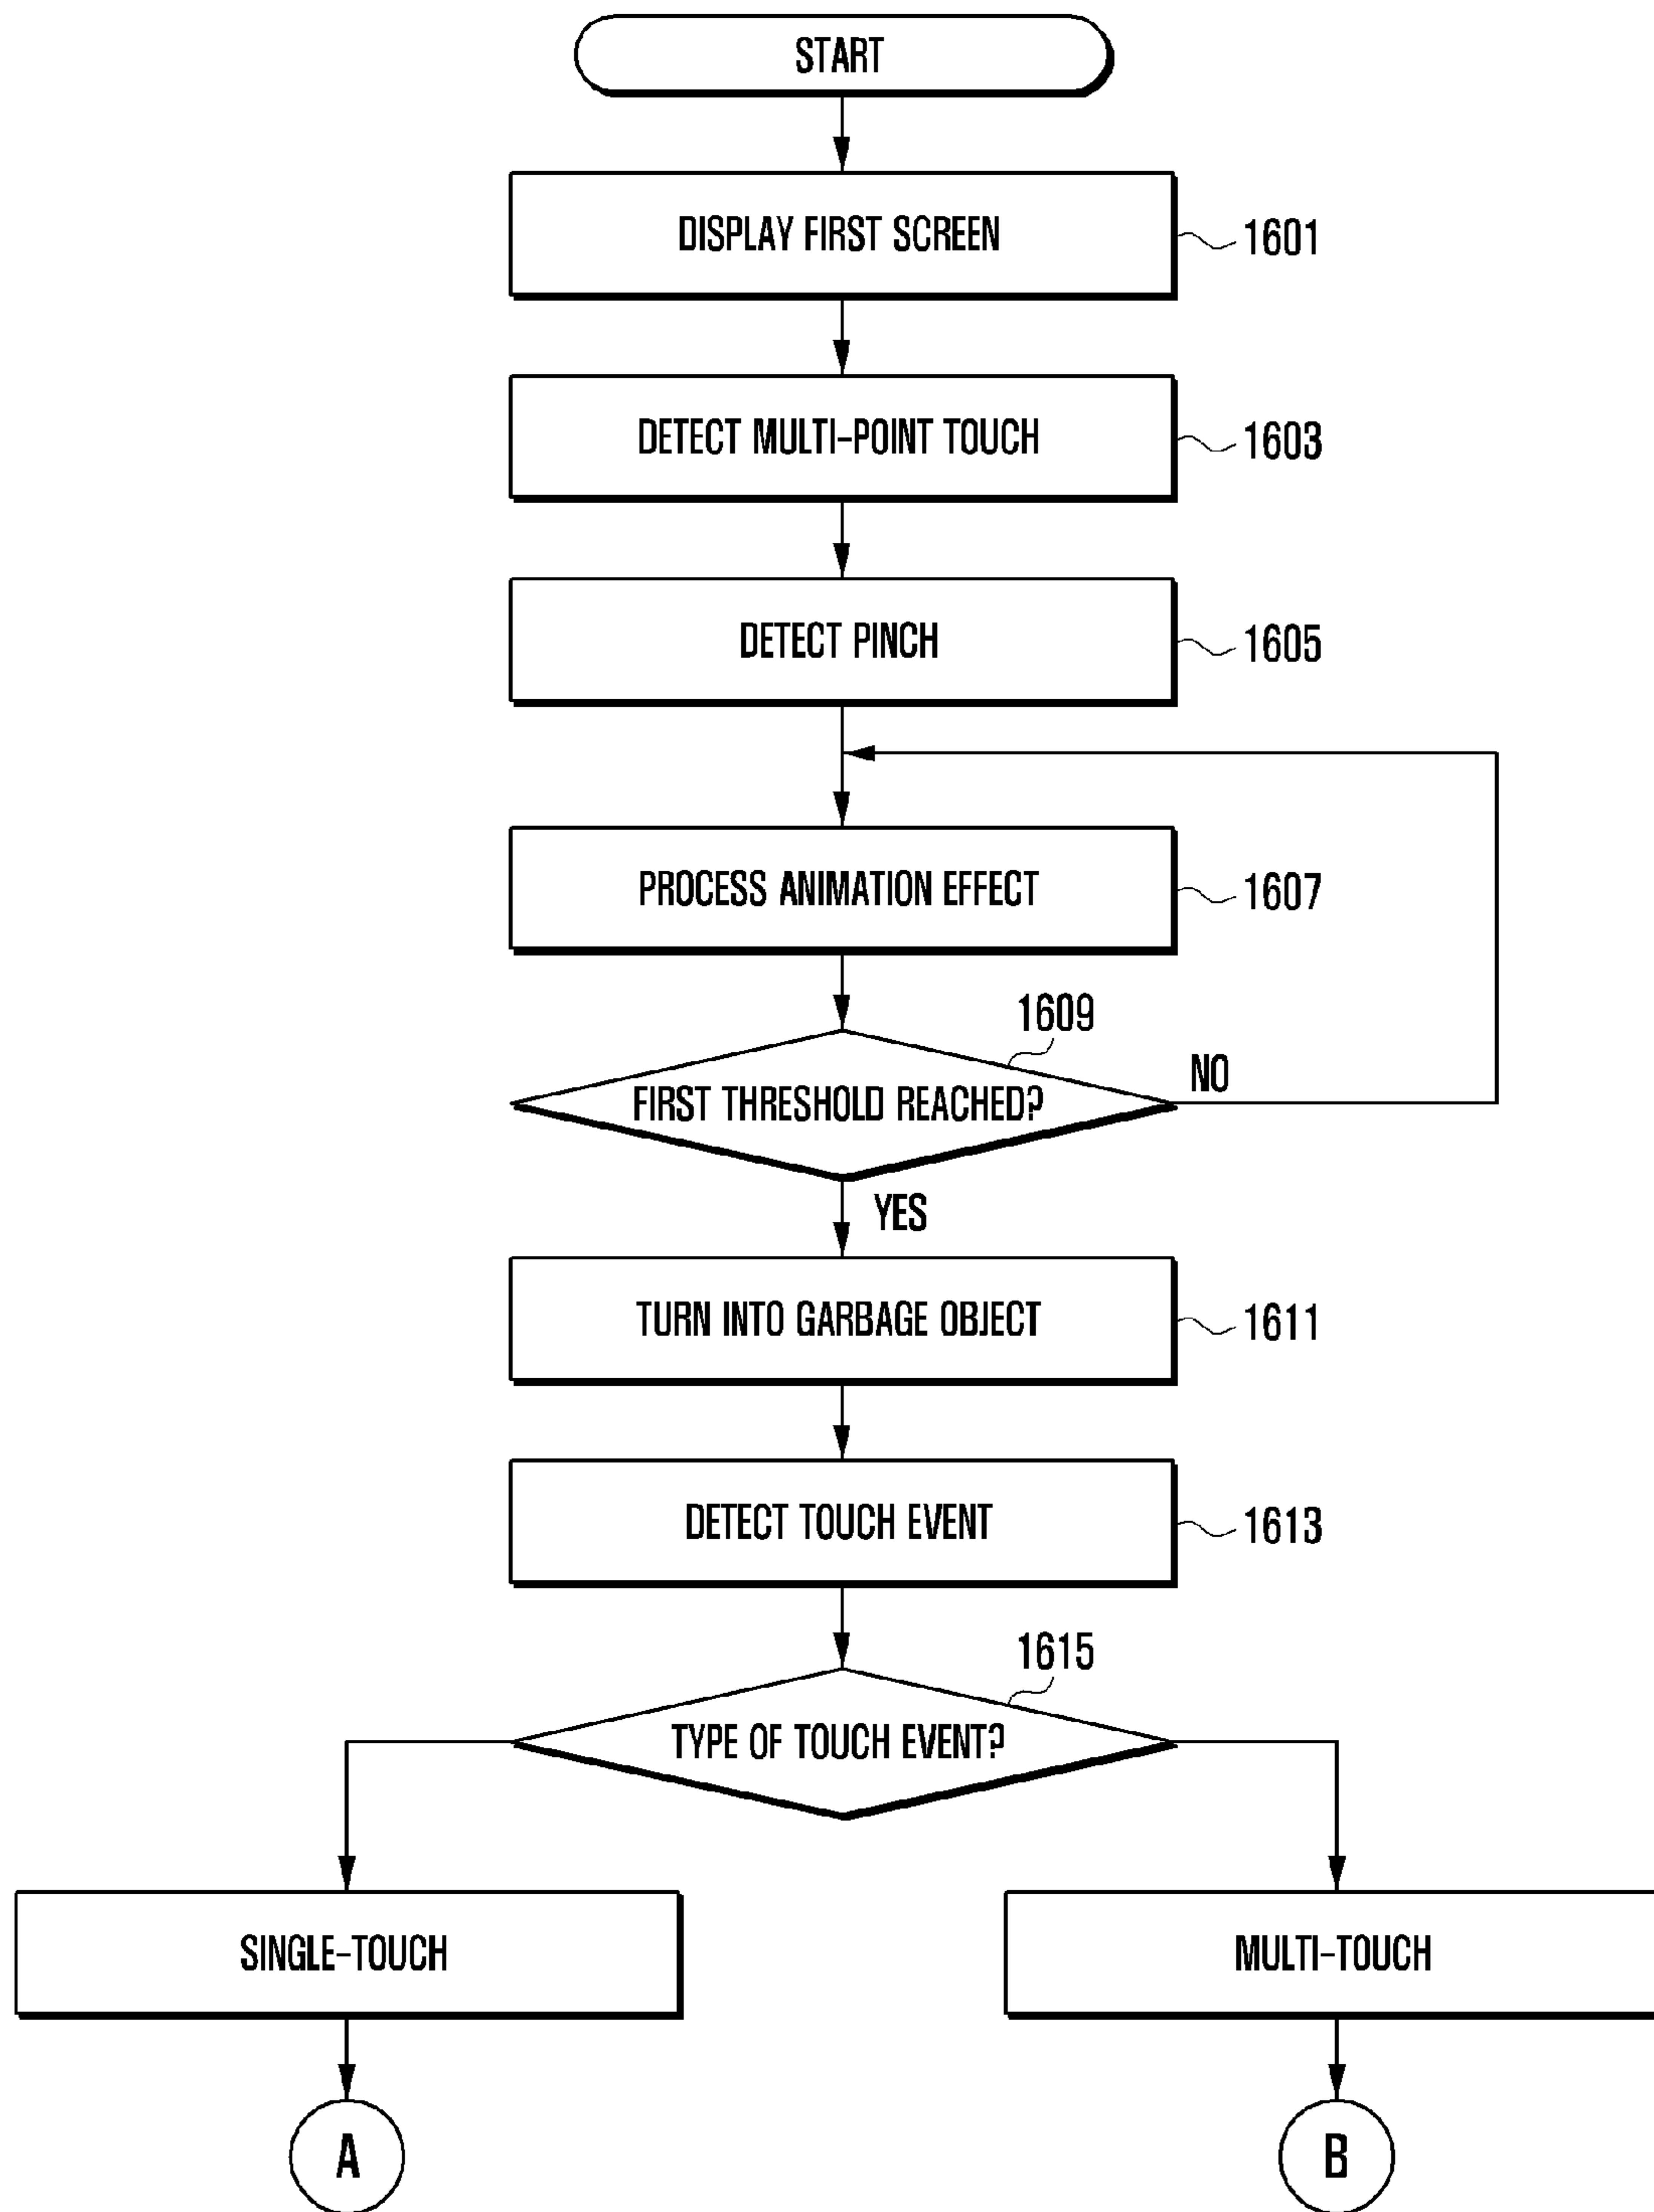 START
DISPLAY FIRST SCREEN
1601
DETECT MULTI-POINT TOUCH
1603
DETECT PINCH
1605
PROCESS ANIMATION EFFECT
1607
1609
FIRST THRESHOLD REACHED?
NO
YES
TURN INTO GARBAGE OBJECT
1611
DETECT TOUCH EVENT
1613
1615
TYPE OF TOUCH EVENT?
SINGLE-TOUCH
MULTI-TOUCH
A
B